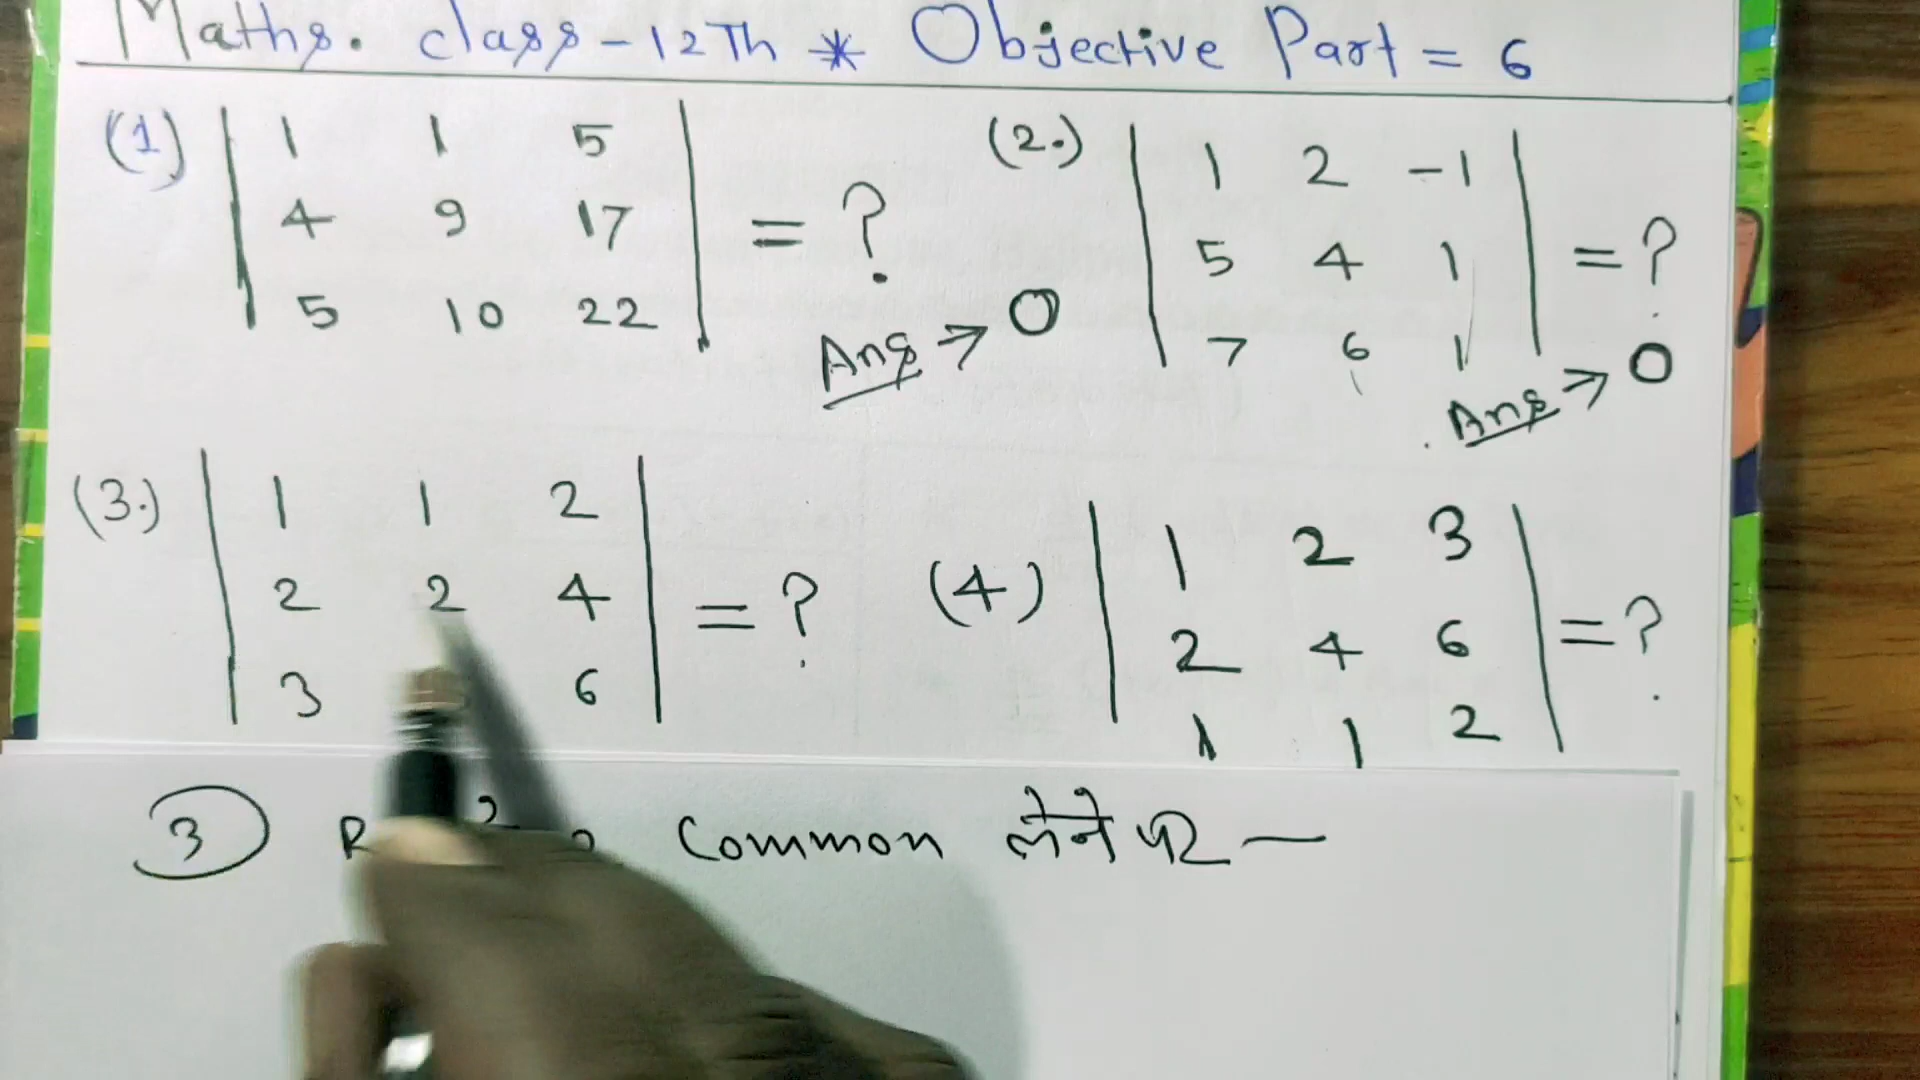 Maths. class-12Th * Objective Part = 6
(1) | 1 1 5 |
4 9 17 = ?
5 10 22
Ans → 0
(2.) | 1 2 -1 |
5 4 1 = ?
7 6 1
Ans → 0
(3.) | 1 1 2 |
2 2 4 = ?
3 6
(4) | 1 2 3 |
2 4 6 = ?
1 1 2
3 R 2 Common लेने पर —